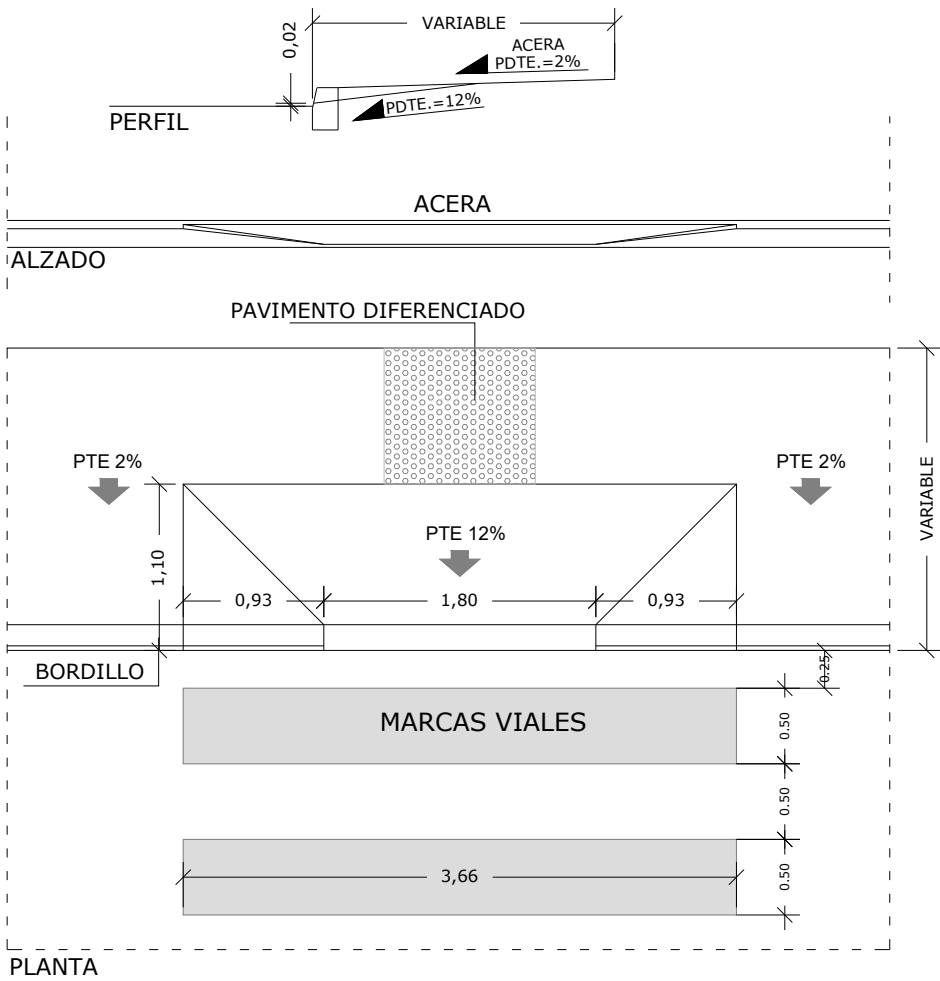 VARIABLE
0,02
ACERA
PDTE.=2%
PDTE.=12%
PERFIL
ACERA
ALZADO
PAVIMENTO DIFERENCIADO
PTE 2%
PTE 2%
VARIABLE
PTE 12%
1,10
0,93
1,80
0,93
BORDILLO
0.25
MARCAS VIALES
0.50
0.50
3,66
0.50
PLANTA